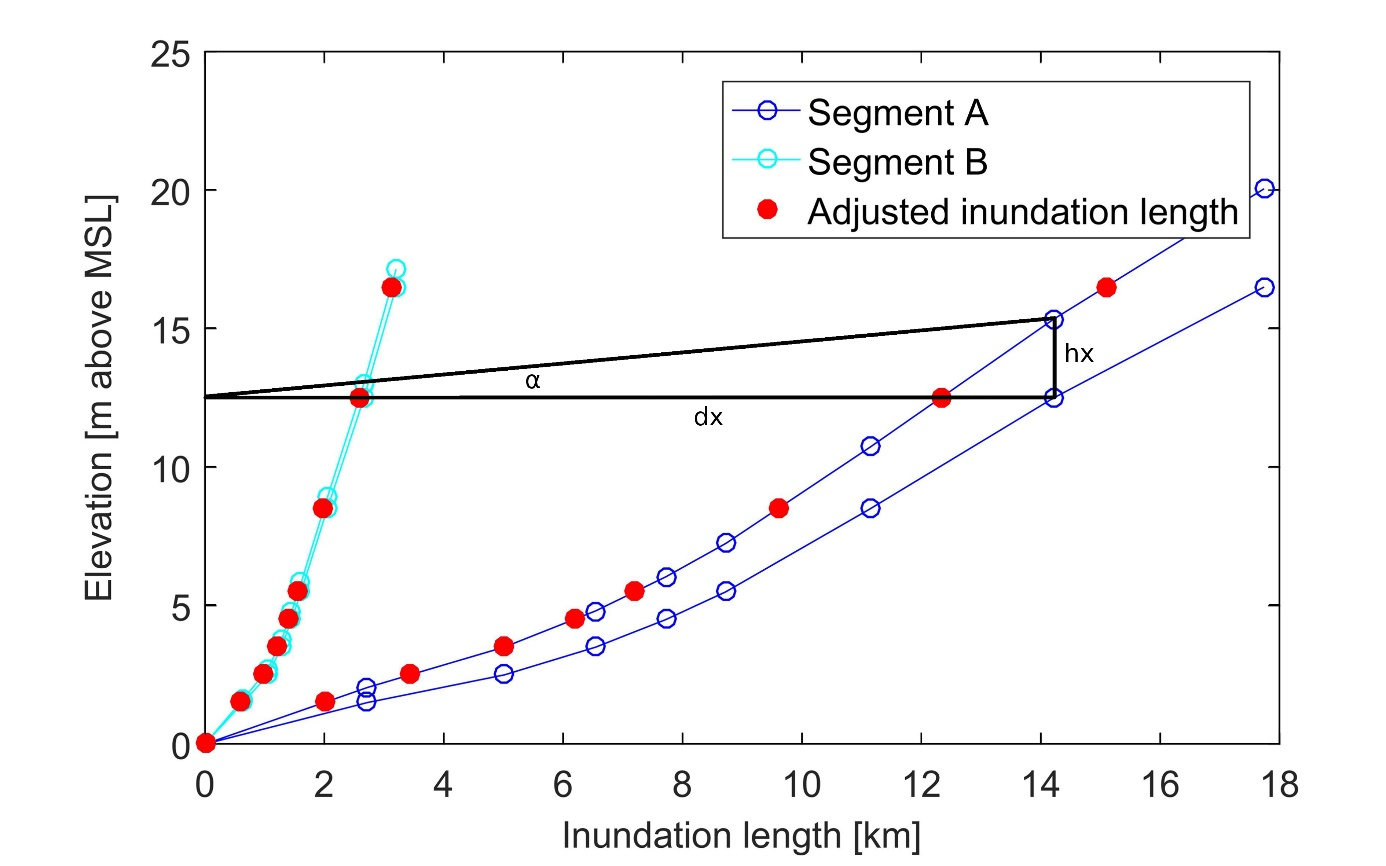 25
20
15
10
5
0
Elevation [m above MSL]
Segment A
Segment B
Adjusted inundation length
α
dx
hx
0 2 4 6 8 10 12 14 16 18
Inundation length [km]